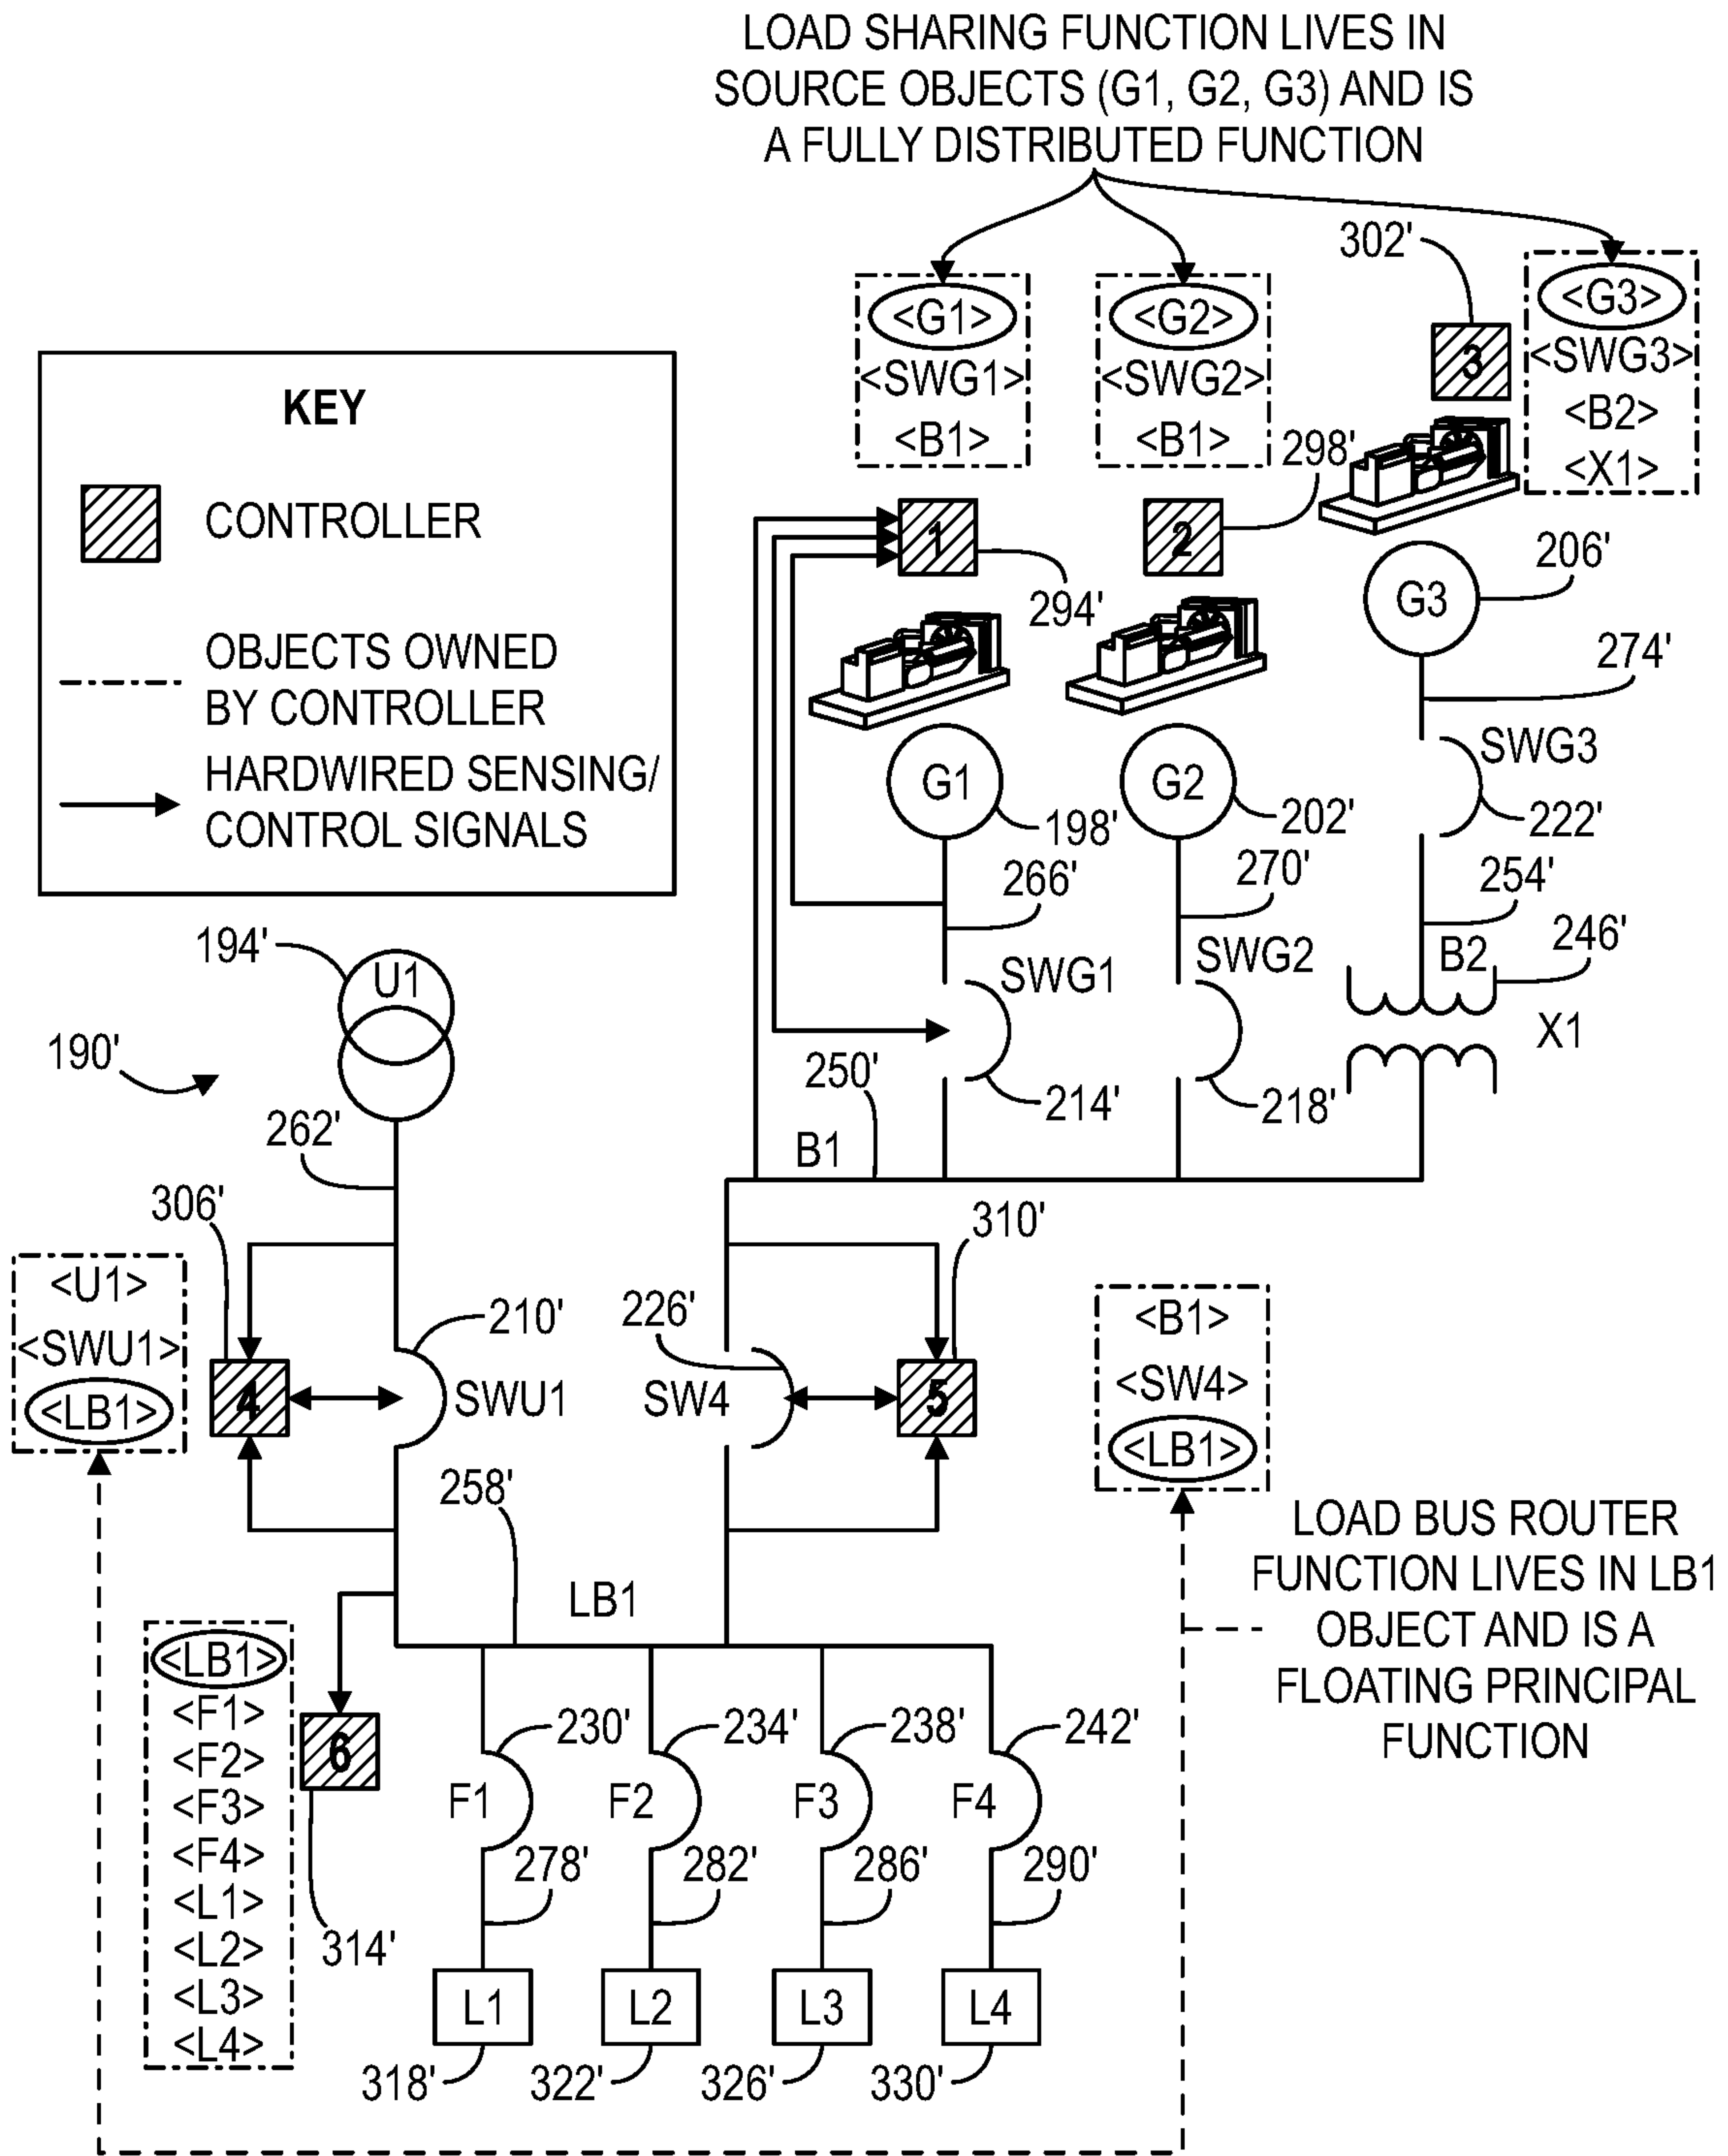 LOAD SHARING FUNCTION LIVES IN
SOURCE OBJECTS (G1, G2, G3) AND IS
A FULLY DISTRIBUTED FUNCTION
302'
<G1>
<SWG1>
<B1>
<G2>
<SWG2>
<B1>
<G3>
<SWG3>
<B2>
<X1>
3
298'
KEY
CONTROLLER
OBJECTS OWNED
BY CONTROLLER
HARDWIRED SENSING/
CONTROL SIGNALS
1
294'
2
G3
206'
274'
SWG3
222'
G1
198'
G2
202'
266'
270'
254'
SWG1
SWG2
B2
246'
X1
214'
218'
250'
B1
194'
U1
190'
262'
306'
<U1>
<SWU1>
<LB1>
4
210'
SWU1
226'
SW4
310'
5
<B1>
<SW4>
<LB1>
LOAD BUS ROUTER
FUNCTION LIVES IN LB1
OBJECT AND IS A
FLOATING PRINCIPAL
FUNCTION
258'
LB1
<LB1>
<F1>
<F2>
<F3>
<F4>
<L1>
<L2>
<L3>
<L4>
6
314'
230'
234'
238'
242'
F1
F2
F3
F4
278'
282'
286'
290'
L1
L2
L3
L4
318'
322'
326'
330'